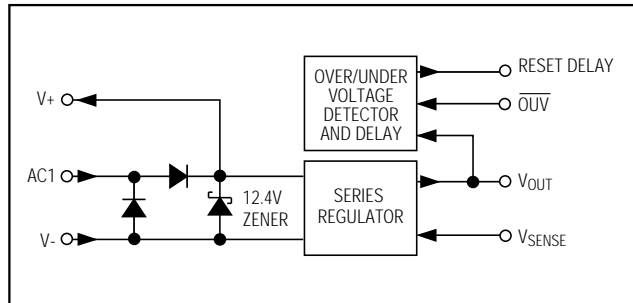 V+
AC1
V-
12.4V
ZENER
OVER/UNDER
VOLTAGE
DETECTOR
AND DELAY
SERIES
REGULATOR
RESET DELAY
OUV
VOUT
VSENSE